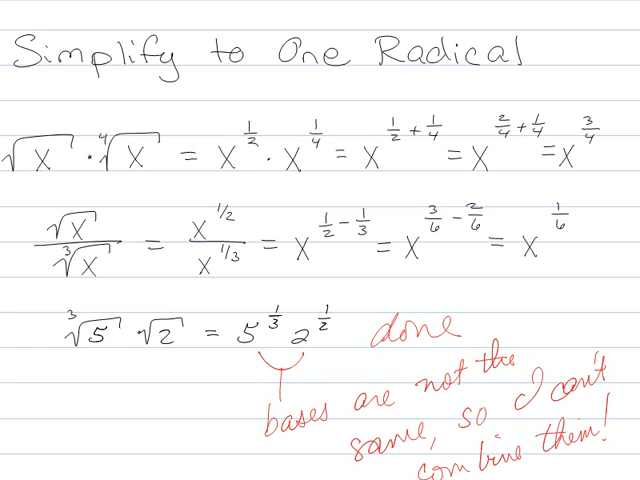 Simplify to One Radical
√x · ⁴√x = x^(1/2) · x^(1/4) = x^(1/2 + 1/4) = x^(2/4 + 1/4) = x^(3/4)
√x / ³√x = x^(1/2) / x^(1/3) = x^(1/2 - 1/3) = x^(3/6 - 2/6) = x^(1/6)
³√5 · √2 = 5^(1/3) 2^(1/2) done
bases are not the
same, so I can't
combine them!